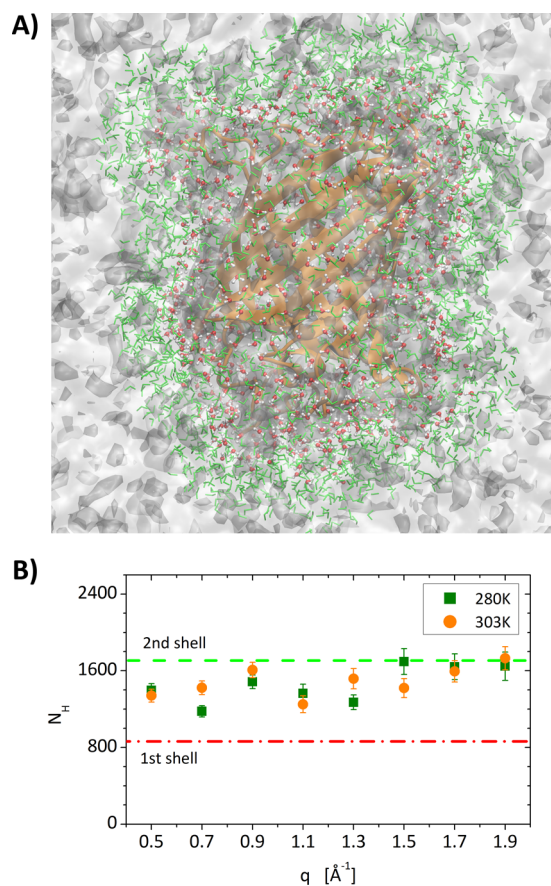 A)
B)
2400
1600
800
0
N_H
280K
303K
2nd shell
1st shell
0.5 0.7 0.9 1.1 1.3 1.5 1.7 1.9
q [Å⁻¹]